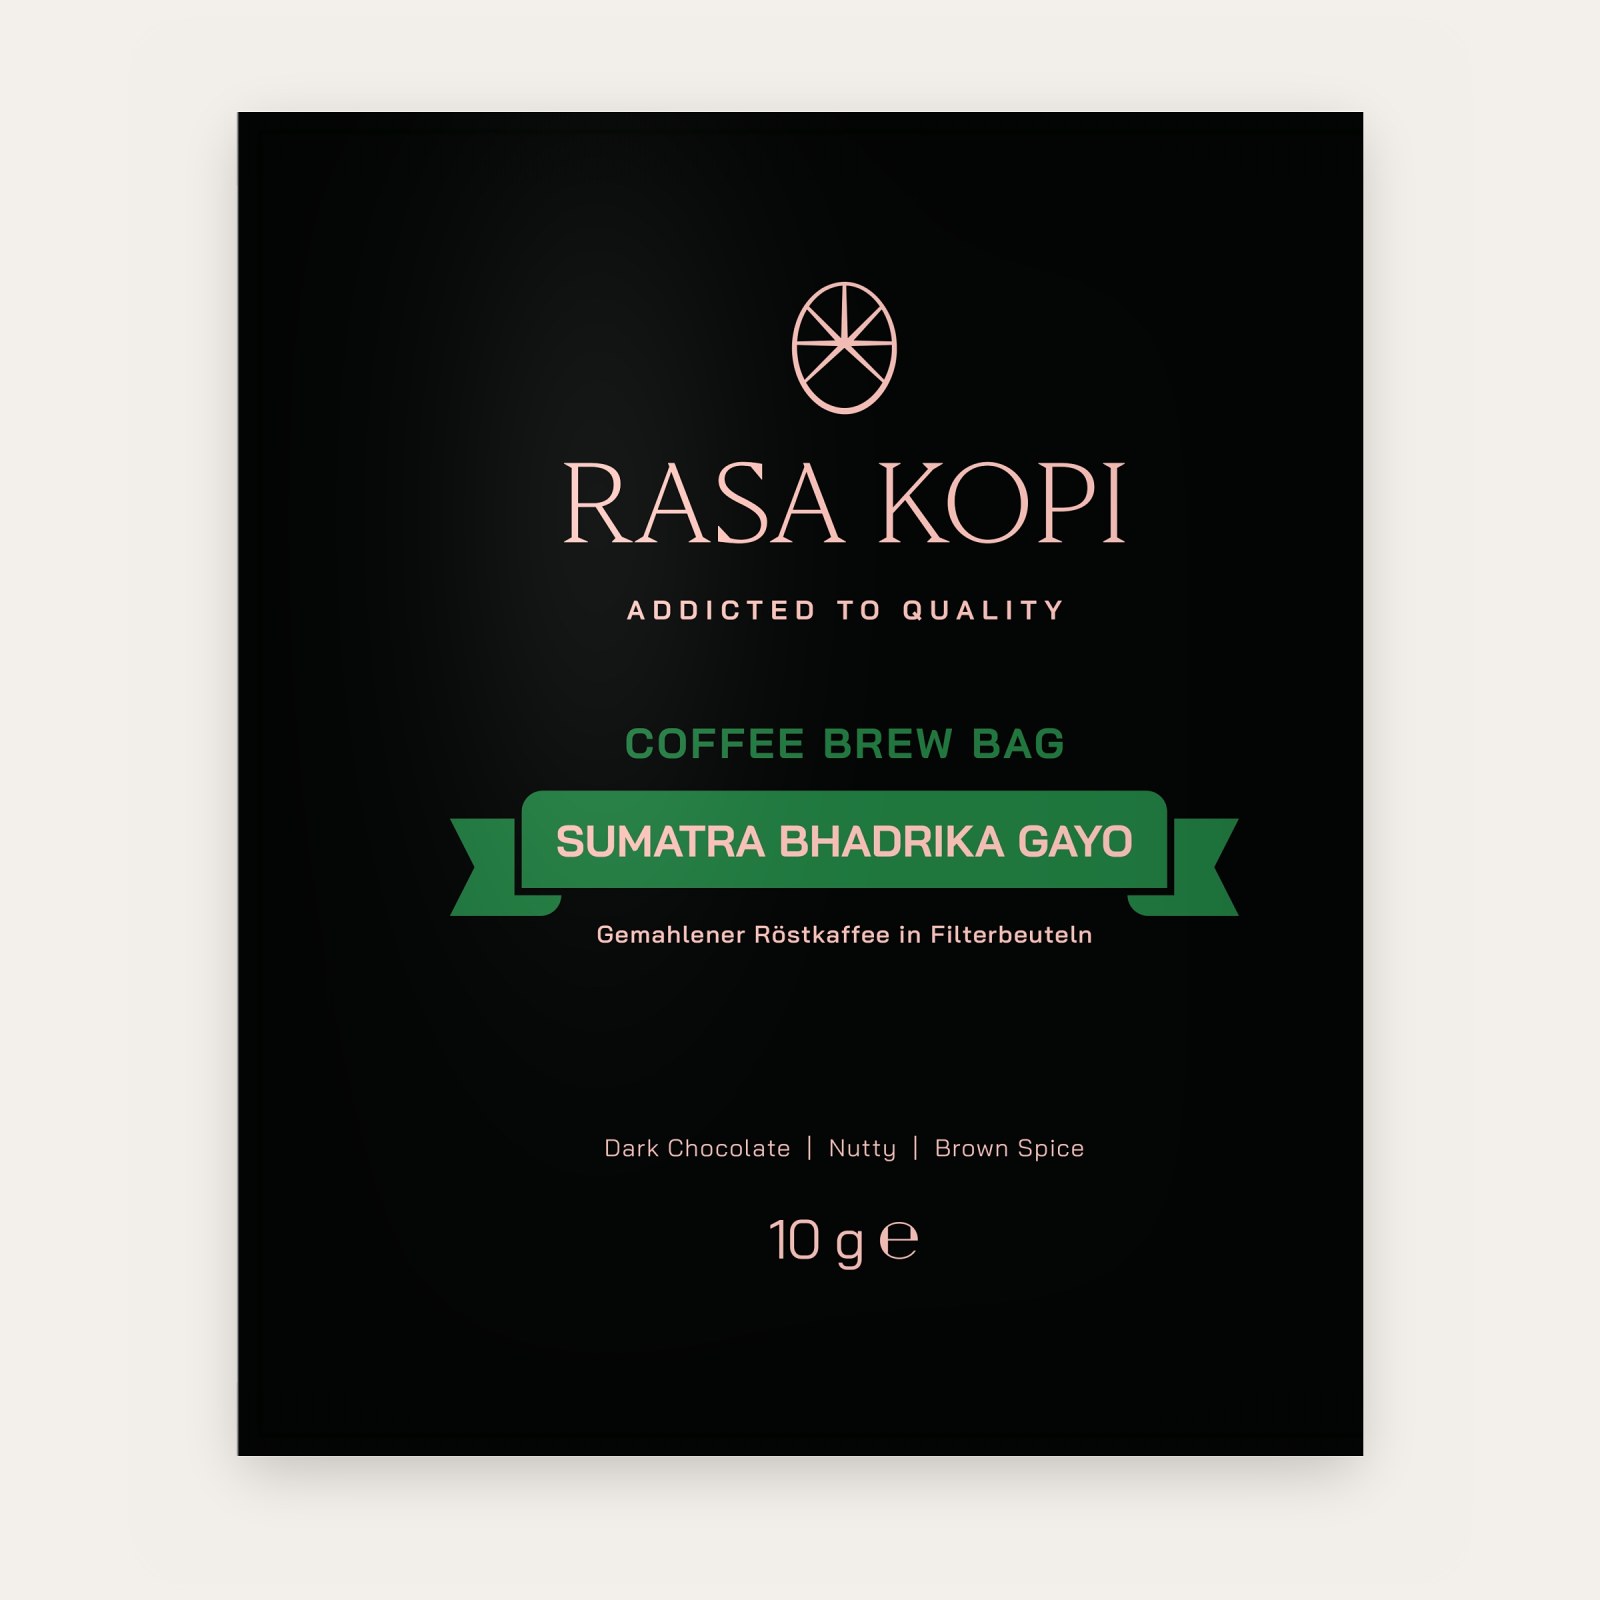 RASA KOPI
ADDICTED TO QUALITY
COFFEE BREW BAG
SUMATRA BHADRIKA GAYO
Gemahlener Röstkaffee in Filterbeuteln
Dark Chocolate | Nutty | Brown Spice
10 g ℮